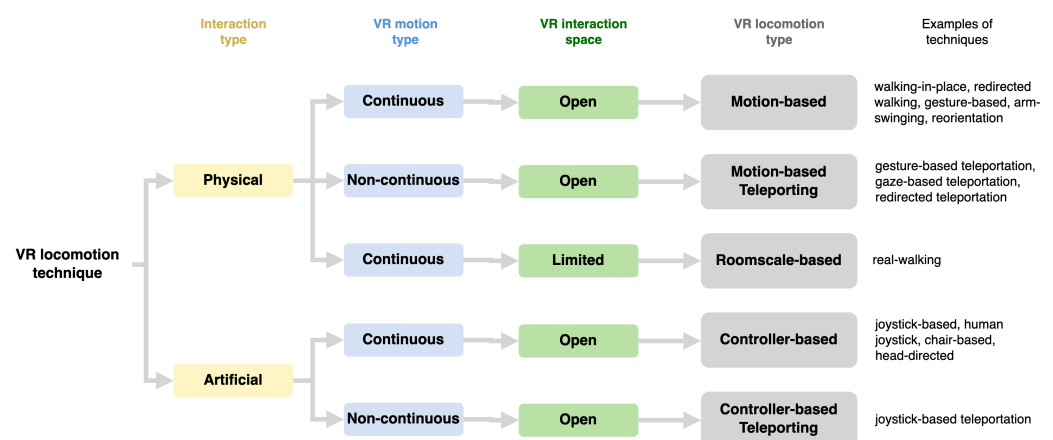 Interaction
type
VR motion
type
VR interaction
space
VR locomotion
type
Examples of
techniques
Continuous
Open
Motion-based
walking-in-place, redirected
walking, gesture-based, arm-
swinging, reorientation
Physical
Non-continuous
Open
Motion-based
Teleporting
gesture-based teleportation,
gaze-based teleportation,
redirected teleportation
VR locomotion
technique
Continuous
Limited
Roomscale-based
real-walking
Continuous
Open
Controller-based
joystick-based, human
joystick, chair-based,
head-directed
Artificial
Non-continuous
Open
Controller-based
Teleporting
joystick-based teleportation